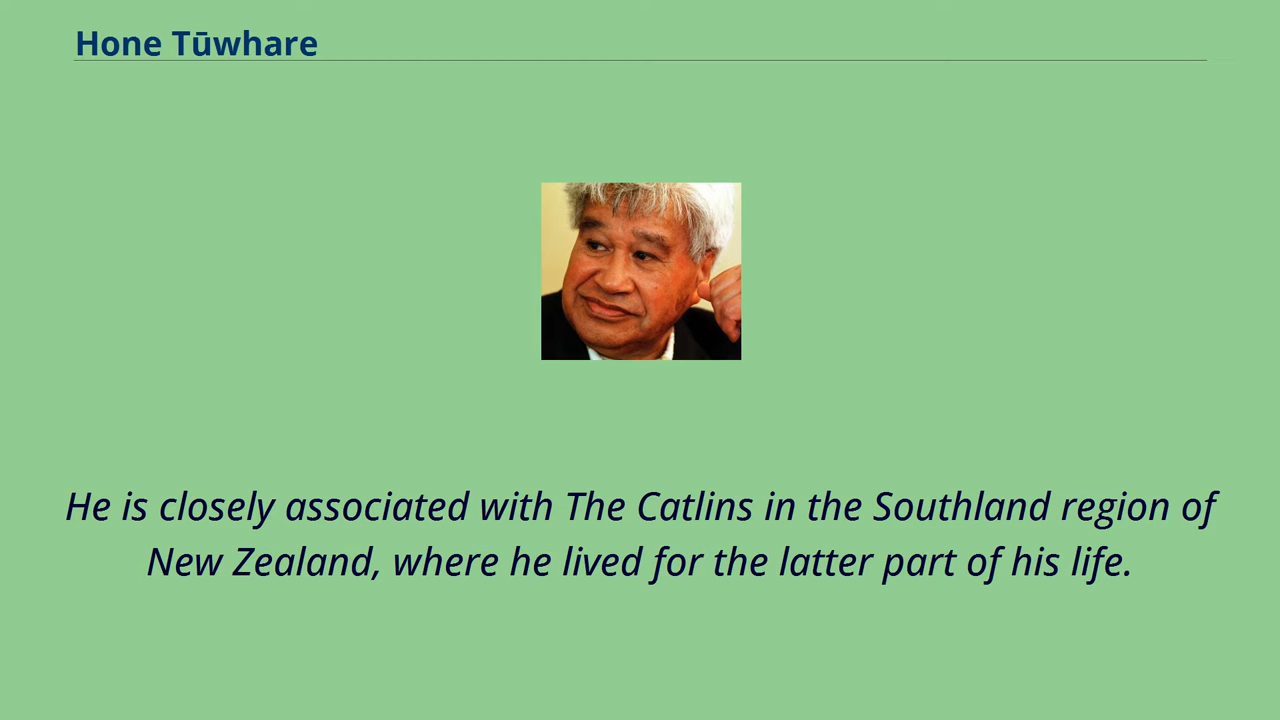 Hone Tūwhare
He is closely associated with The Catlins in the Southland region of
New Zealand, where he lived for the latter part of his life.